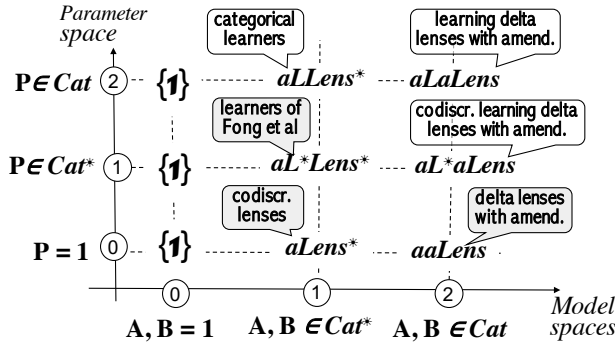 Parameter
space
categorical
learners
learning delta
lenses with amend.
P∈Cat
2
{1}
aLLens*
aLaLens
learners of
Fong et al
codiscr. learning delta
lenses with amend.
P∈Cat*
1
{1}
aL*Lens*
aL*aLens
codiscr.
lenses
delta lenses
with amend.
P = 1
0
{1}
aLens*
aaLens
0
1
2
Model
spaces
A, B = 1
A, B ∈Cat*
A, B ∈Cat